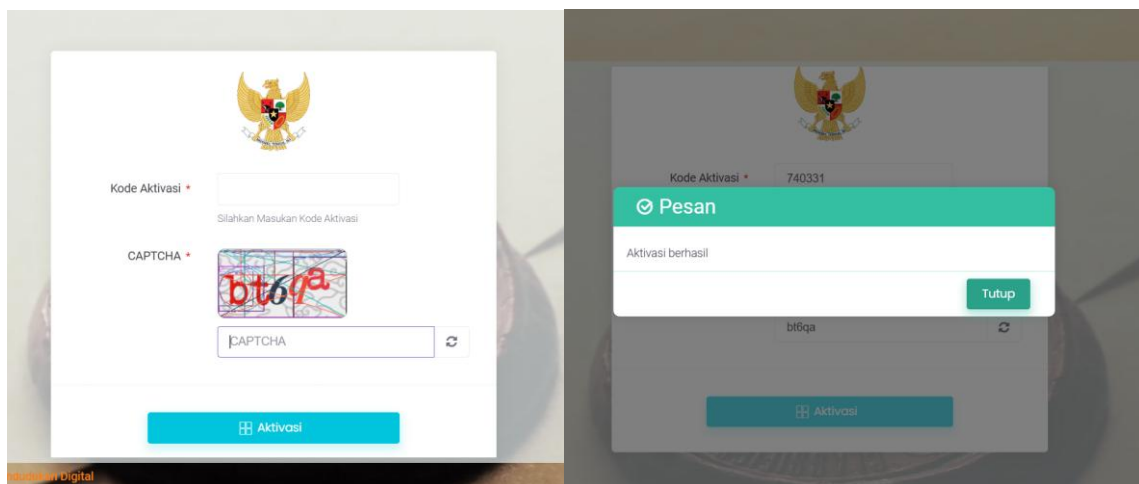 Kode Aktivasi *
Silahkan Masukan Kode Aktivasi
CAPTCHA *
bt6qa
CAPTCHA
Aktivasi
Digital
Kode Aktivasi *
740331
Pesan
Aktivasi berhasil
Tutup
bt6qa
Aktivasi